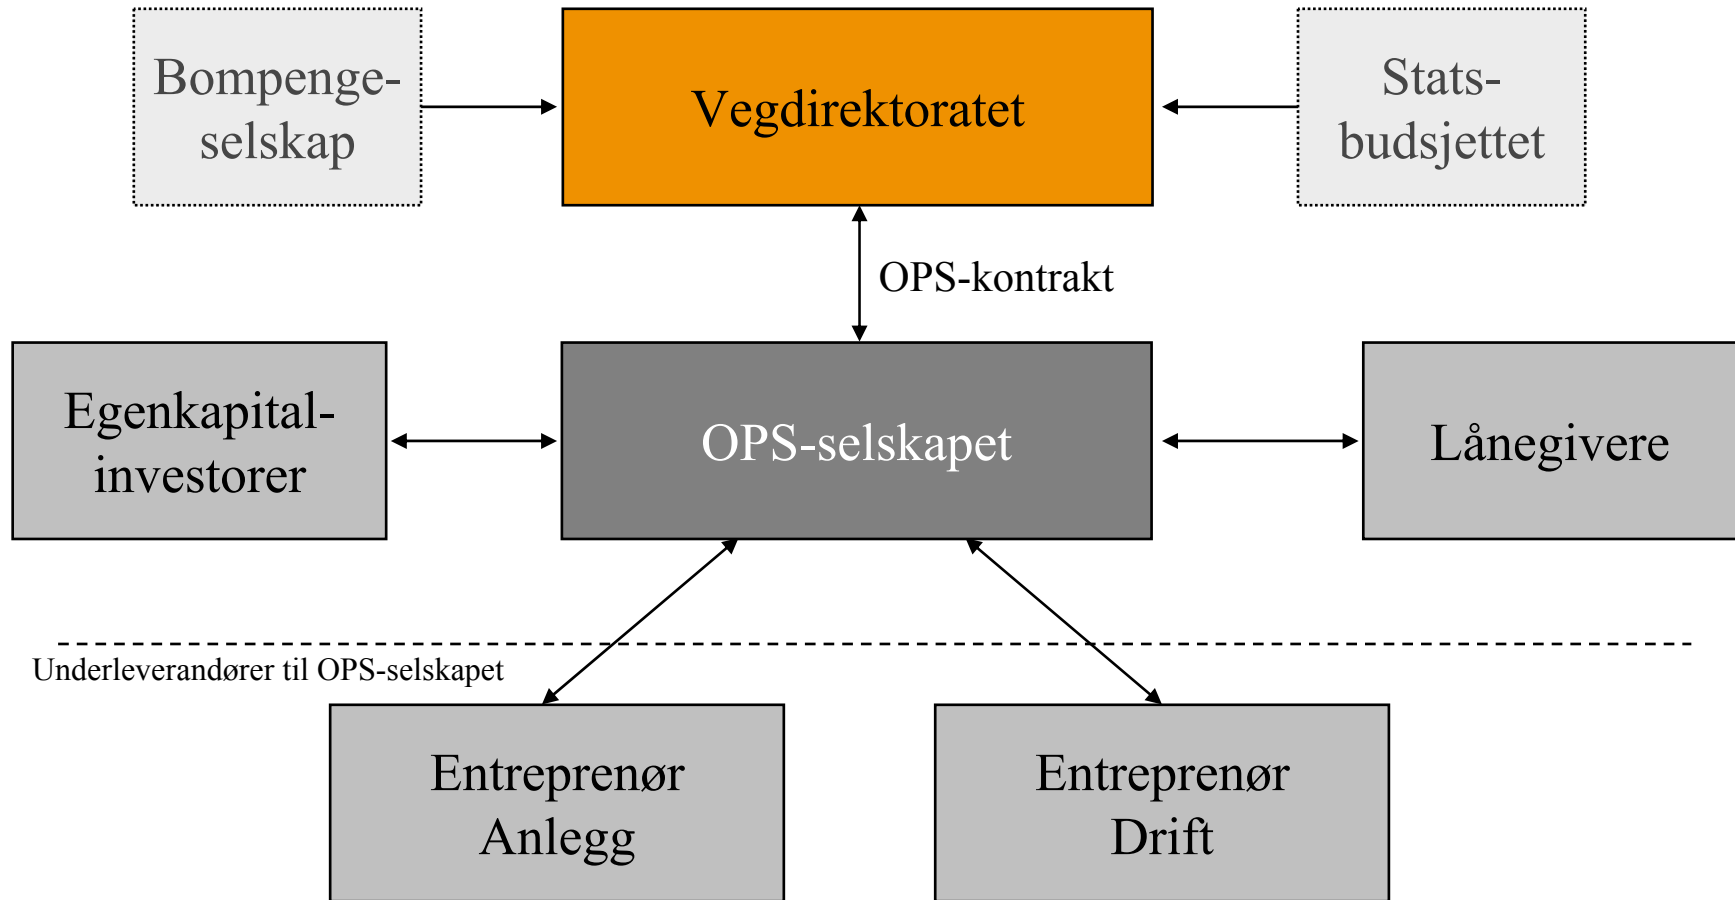 Bompenge-
selskap
Vegdirektoratet
Stats-
budsjettet
OPS-kontrakt
Egenkapital-
investorer
OPS-selskapet
Lånegivere
Underleverandører til OPS-selskapet
Entreprenør
Anlegg
Entreprenør
Drift